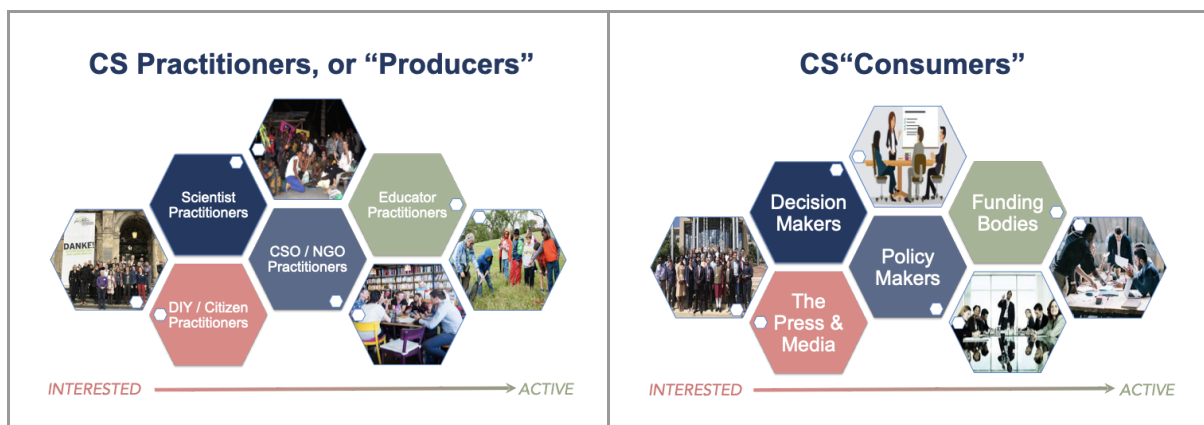 CS Practitioners, or “Producers”
Scientist
Practitioners
Educator
Practitioners
CSO / NGO
Practitioners
DANKE!
DIY / Citizen
Practitioners
INTERESTED
ACTIVE
CS“Consumers”
Decision
Makers
Funding
Bodies
Policy
Makers
The
Press &
Media
INTERESTED
ACTIVE